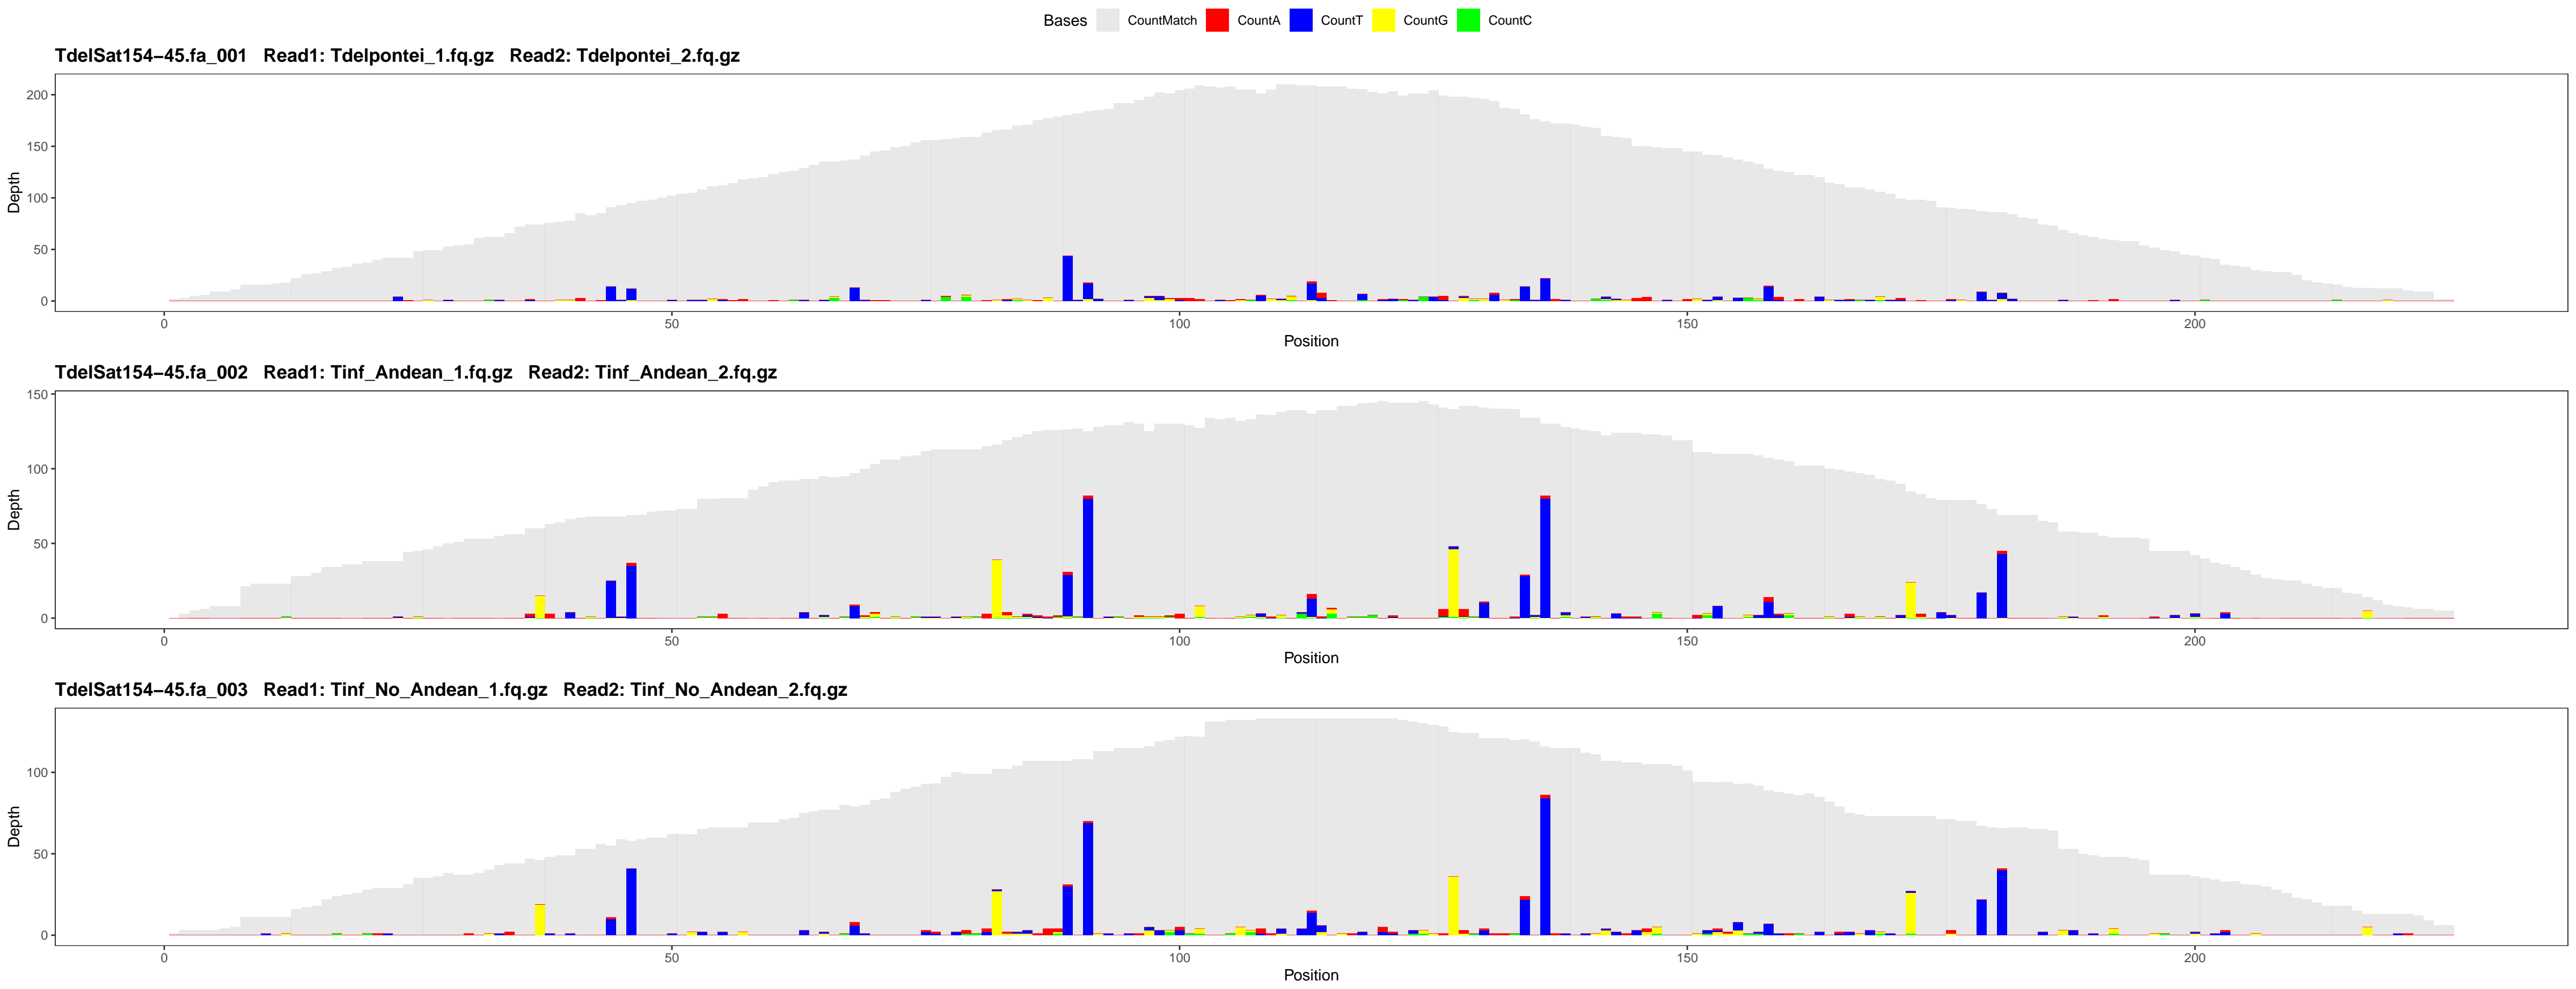 Bases CountMatch CountA CountT CountG CountC
TdelSat154−45.fa_001 Read1: Tdelpontei_1.fq.gz Read2: Tdelpontei_2.fq.gz
200
150
100
50
0
Depth
0 50 100 150 200
Position
TdelSat154−45.fa_002 Read1: Tinf_Andean_1.fq.gz Read2: Tinf_Andean_2.fq.gz
150
100
50
0
Depth
0 50 100 150 200
Position
TdelSat154−45.fa_003 Read1: Tinf_No_Andean_1.fq.gz Read2: Tinf_No_Andean_2.fq.gz
100
50
0
Depth
0 50 100 150 200
Position